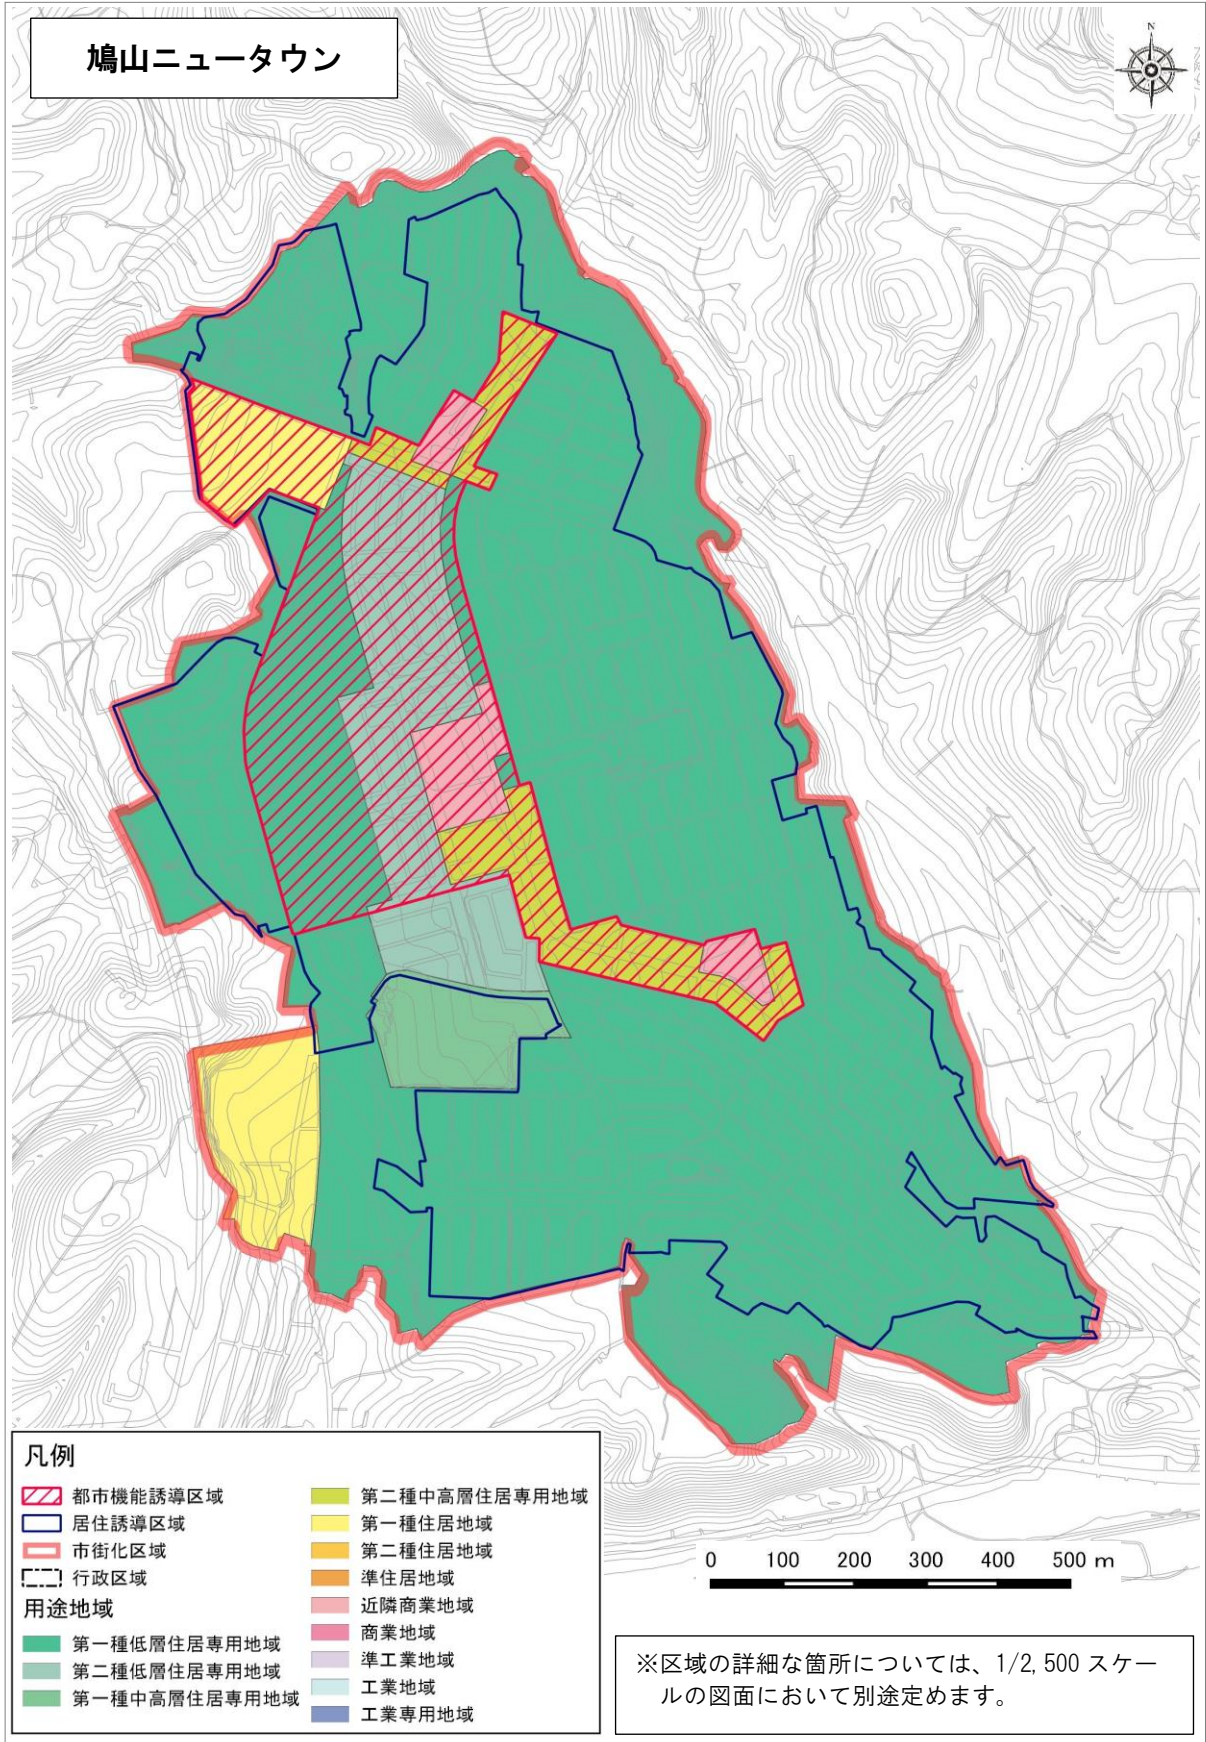 鳩山ニュータウン
N
凡例
都市機能誘導区域
居住誘導区域
市街化区域
行政区域
用途地域
第一種低層住居専用地域
第二種低層住居専用地域
第一種中高層住居専用地域
第二種中高層住居専用地域
第一種住居地域
第二種住居地域
準住居地域
近隣商業地域
商業地域
準工業地域
工業地域
工業専用地域
0 100 200 300 400 500 m
※区域の詳細な箇所については、1/2,500 スケー
ルの図面において別途定めます。